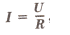 I = U/R,